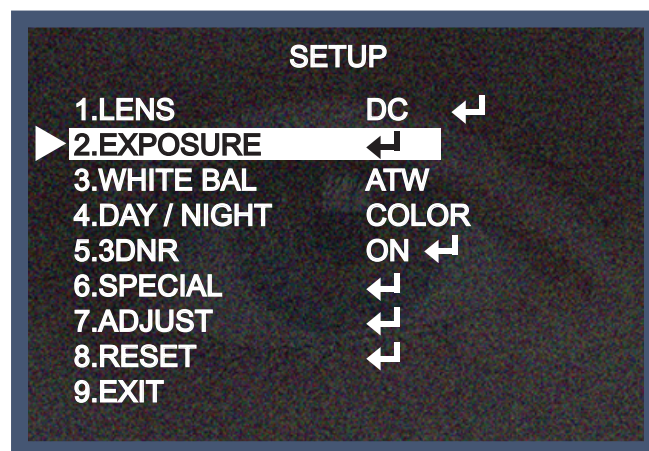 SETUP
1.LENS DC ↵
2.EXPOSURE ↵
3.WHITE BAL ATW
4.DAY / NIGHT COLOR
5.3DNR ON ↵
6.SPECIAL ↵
7.ADJUST ↵
8.RESET ↵
9.EXIT